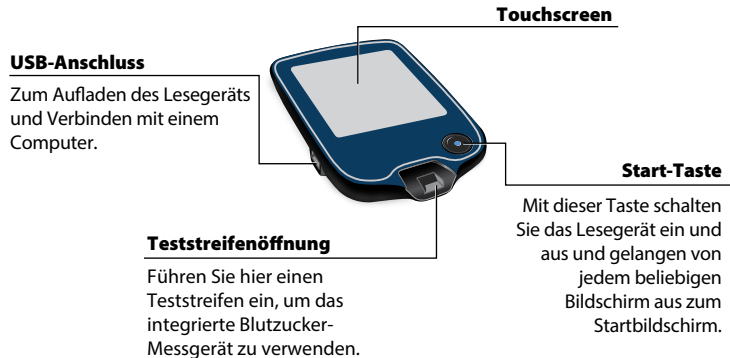 Touchscreen
USB-Anschluss
Zum Aufladen des Lesegeräts
und Verbinden mit einem
Computer.
Start-Taste
Mit dieser Taste schalten
Sie das Lesegerät ein und
aus und gelangen von
jedem beliebigen
Bildschirm aus zum
Startbildschirm.
Teststreifenöffnung
Führen Sie hier einen
Teststreifen ein, um das
integrierte Blutzucker-
Messgerät zu verwenden.